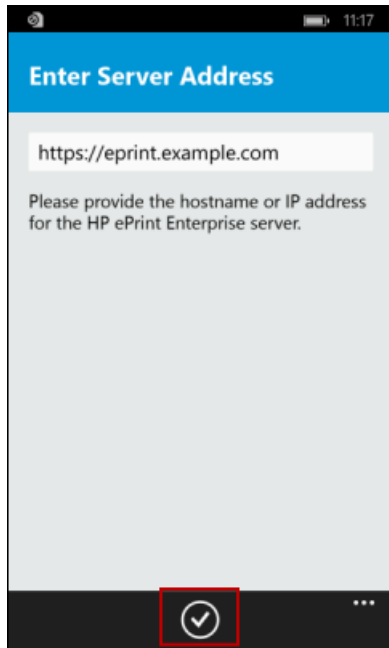 11:17
Enter Server Address
https://eprint.example.com
Please provide the hostname or IP address
for the HP ePrint Enterprise server.